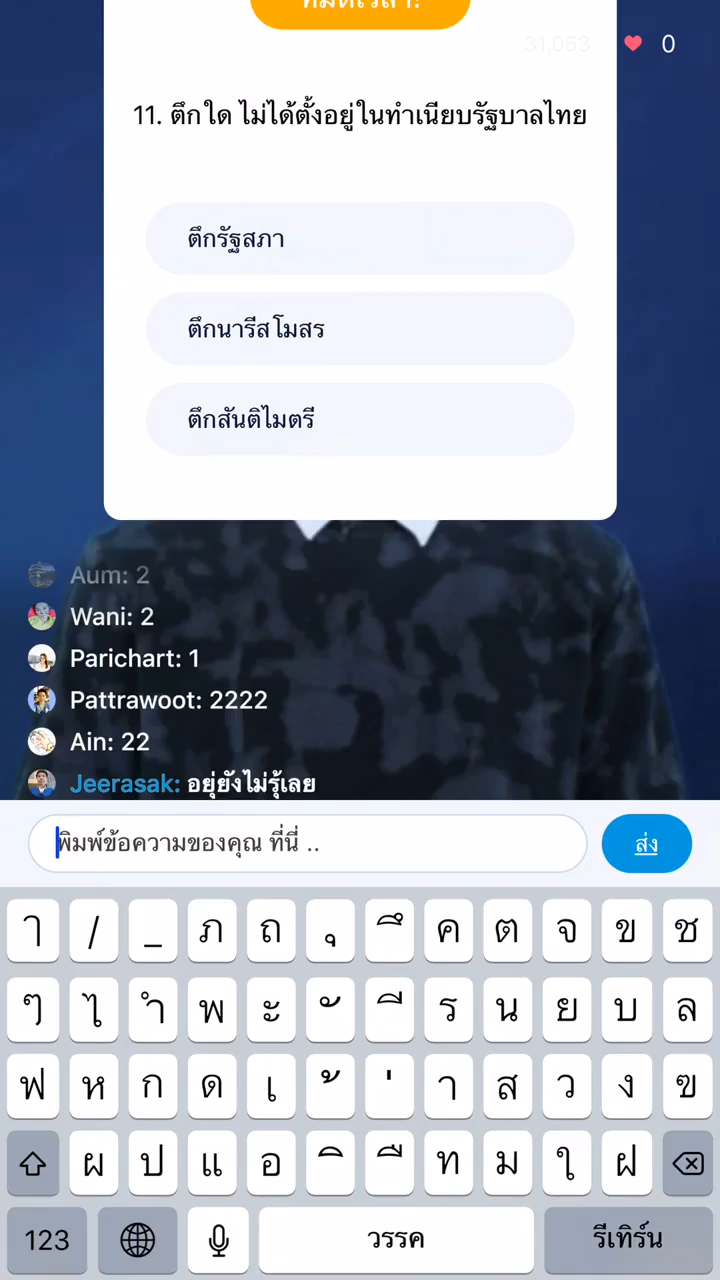 หมดเวลา!
31,053
0
11. ตึกใด ไม่ได้ตั้งอยู่ในทำเนียบรัฐบาลไทย
ตึกรัฐสภา
ตึกนารีสโมสร
ตึกสันติไมตรี
Aum: 2
Wani: 2
Parichart: 1
Pattrawoot: 2222
Ain: 22
Jeerasak: อยุ่ยังไม่รุ้เลย
พิมพ์ข้อความของคุณ ที่นี่ ..
ส่ง
ๅ / _ ภ ถ ุ ึ ค ต จ ข ช
ๆ ไ ำ พ ะ ั ี ร น ย บ ล
ฟ ห ก ด เ ้ ่ า ส ว ง ฃ
ผ ป แ อ ิ ื ท ม ใ ฝ
123 วรรค รีเทิร์น